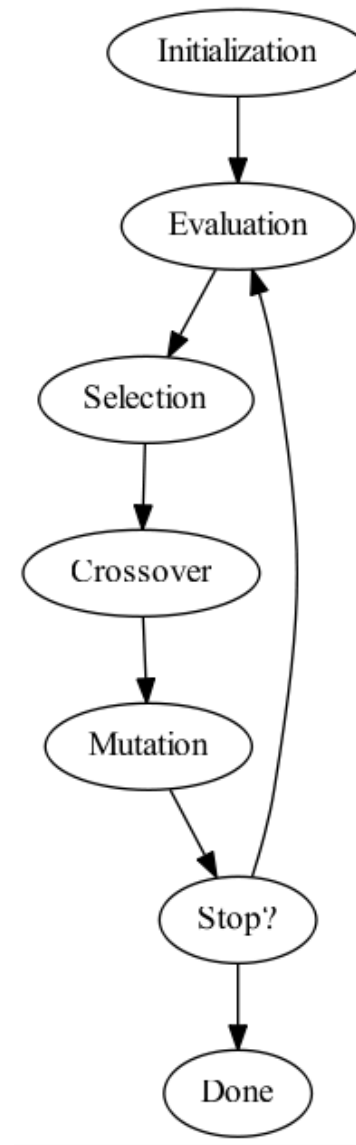 Initialization
Evaluation
Selection
Crossover
Mutation
Stop?
Done